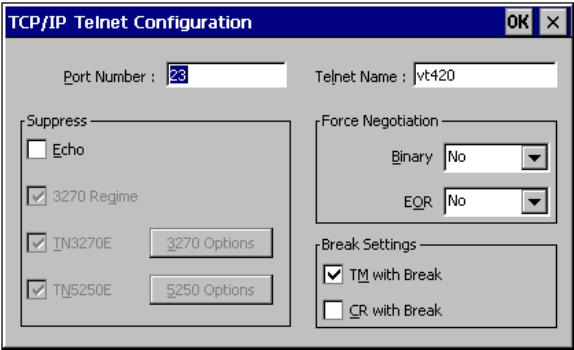 TCP/IP Telnet Configuration OK
Port Number : 23 Telnet Name : vt420
Suppress
Echo
3270 Regime
TN3270E 3270 Options
TN5250E 5250 Options
Force Negotiation
Binary No
EOR No
Break Settings
TM with Break
CR with Break